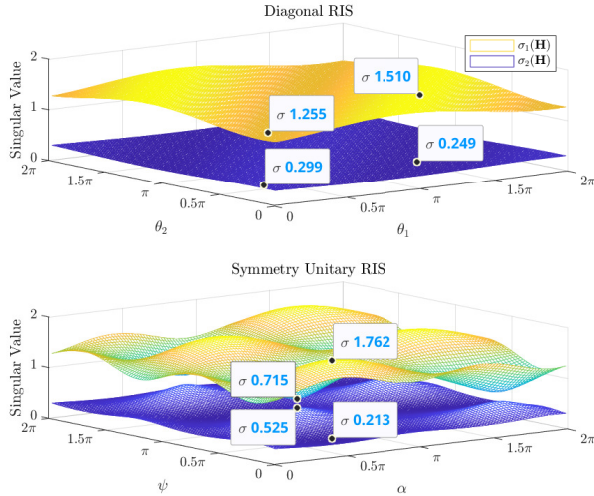 Diagonal RIS
σ₁(H)
σ₂(H)
Singular Value
2
1
0
σ 1.510
σ 1.255
σ 0.249
σ 0.299
2π
1.5π
π
0.5π
0
0
0.5π
π
1.5π
2π
θ₂
θ₁
Symmetry Unitary RIS
Singular Value
2
1
0
σ 1.762
σ 0.715
σ 0.525
σ 0.213
2π
1.5π
π
0.5π
0
0
0.5π
π
1.5π
2π
ψ
α